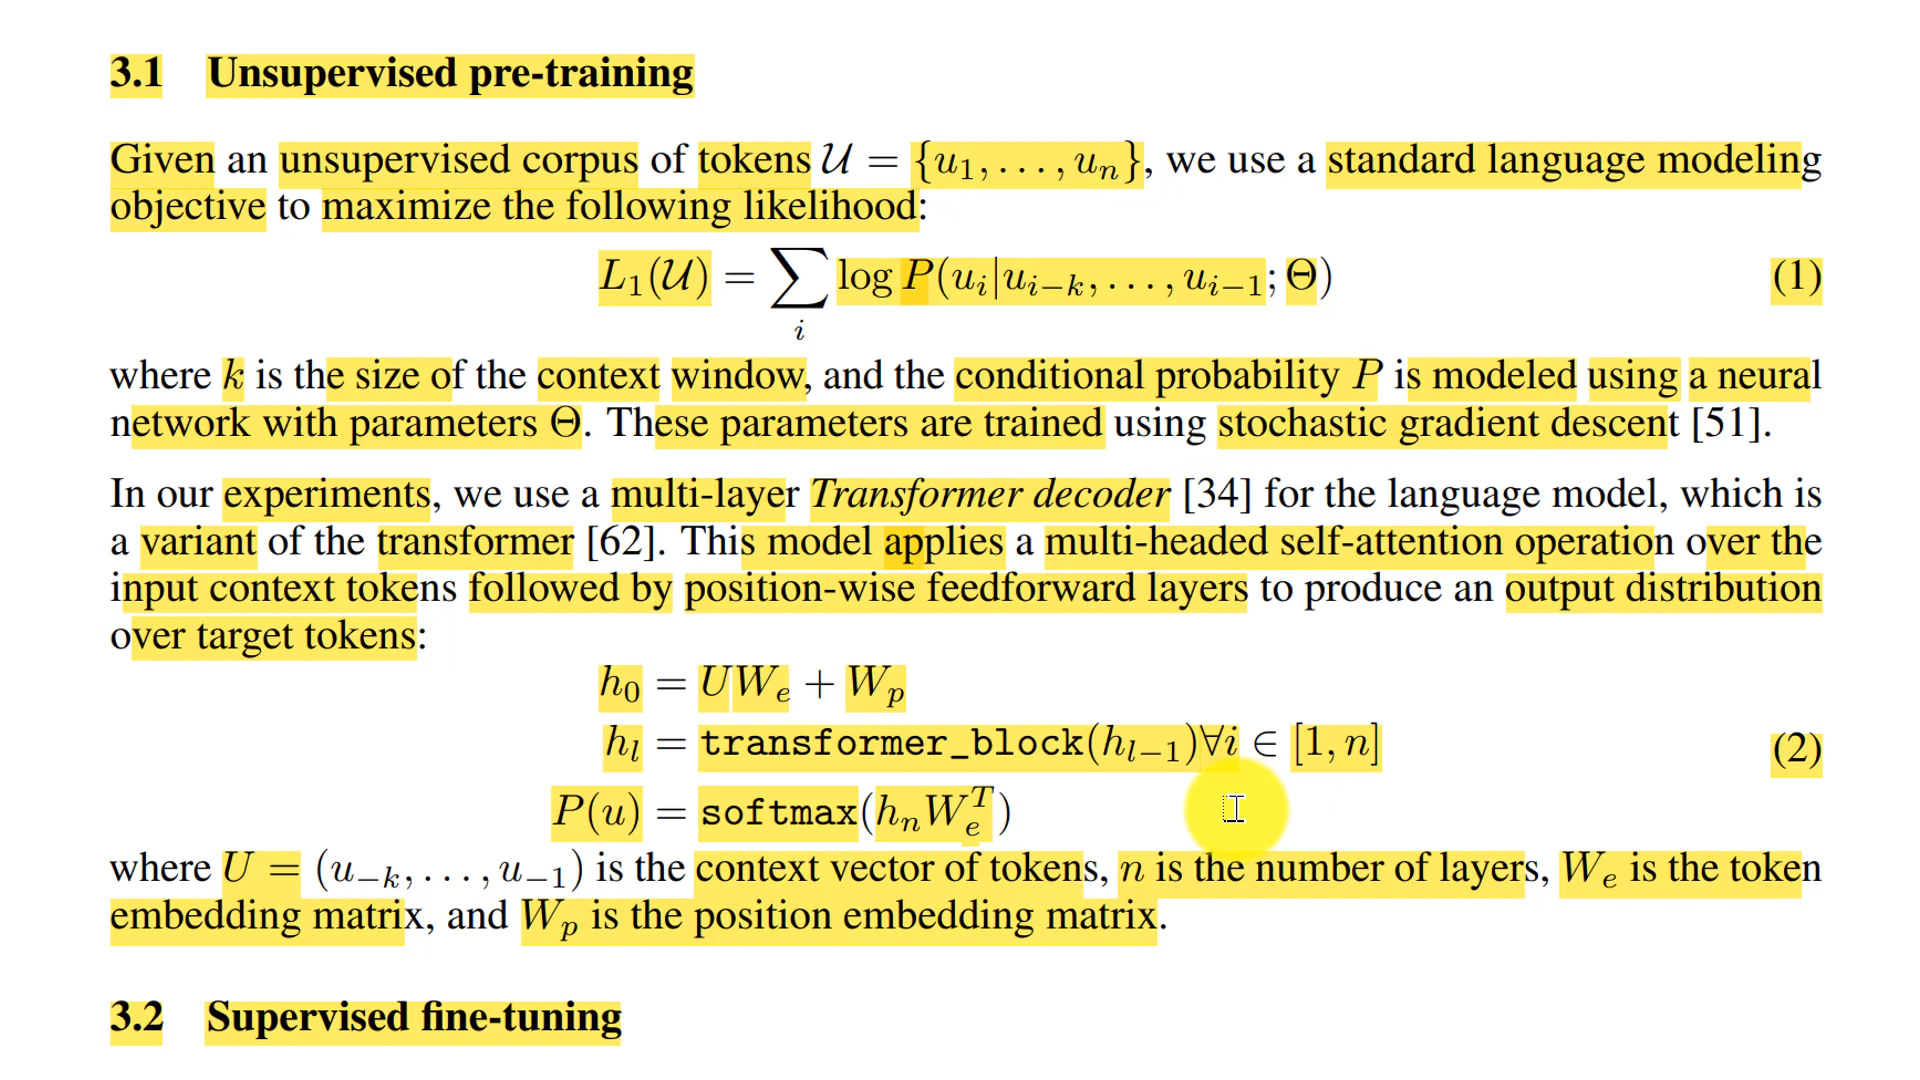 3.1 Unsupervised pre-training
Given an unsupervised corpus of tokens 𝒰 = {u₁, . . . , uₙ}, we use a standard language modeling
objective to maximize the following likelihood:
L₁(𝒰) = ∑ᵢ log P(uᵢ|uᵢ₋ₖ, . . . , uᵢ₋₁; Θ) (1)
where k is the size of the context window, and the conditional probability P is modeled using a neural
network with parameters Θ. These parameters are trained using stochastic gradient descent [51].
In our experiments, we use a multi-layer Transformer decoder [34] for the language model, which is
a variant of the transformer [62]. This model applies a multi-headed self-attention operation over the
input context tokens followed by position-wise feedforward layers to produce an output distribution
over target tokens:
h₀ = UWₑ + Wₚ
hₗ = transformer_block(hₗ₋₁)∀i ∈ [1, n] (2)
P(u) = softmax(hₙWₑᵀ)
where U = (u₋ₖ, . . . , u₋₁) is the context vector of tokens, n is the number of layers, Wₑ is the token
embedding matrix, and Wₚ is the position embedding matrix.
3.2 Supervised fine-tuning